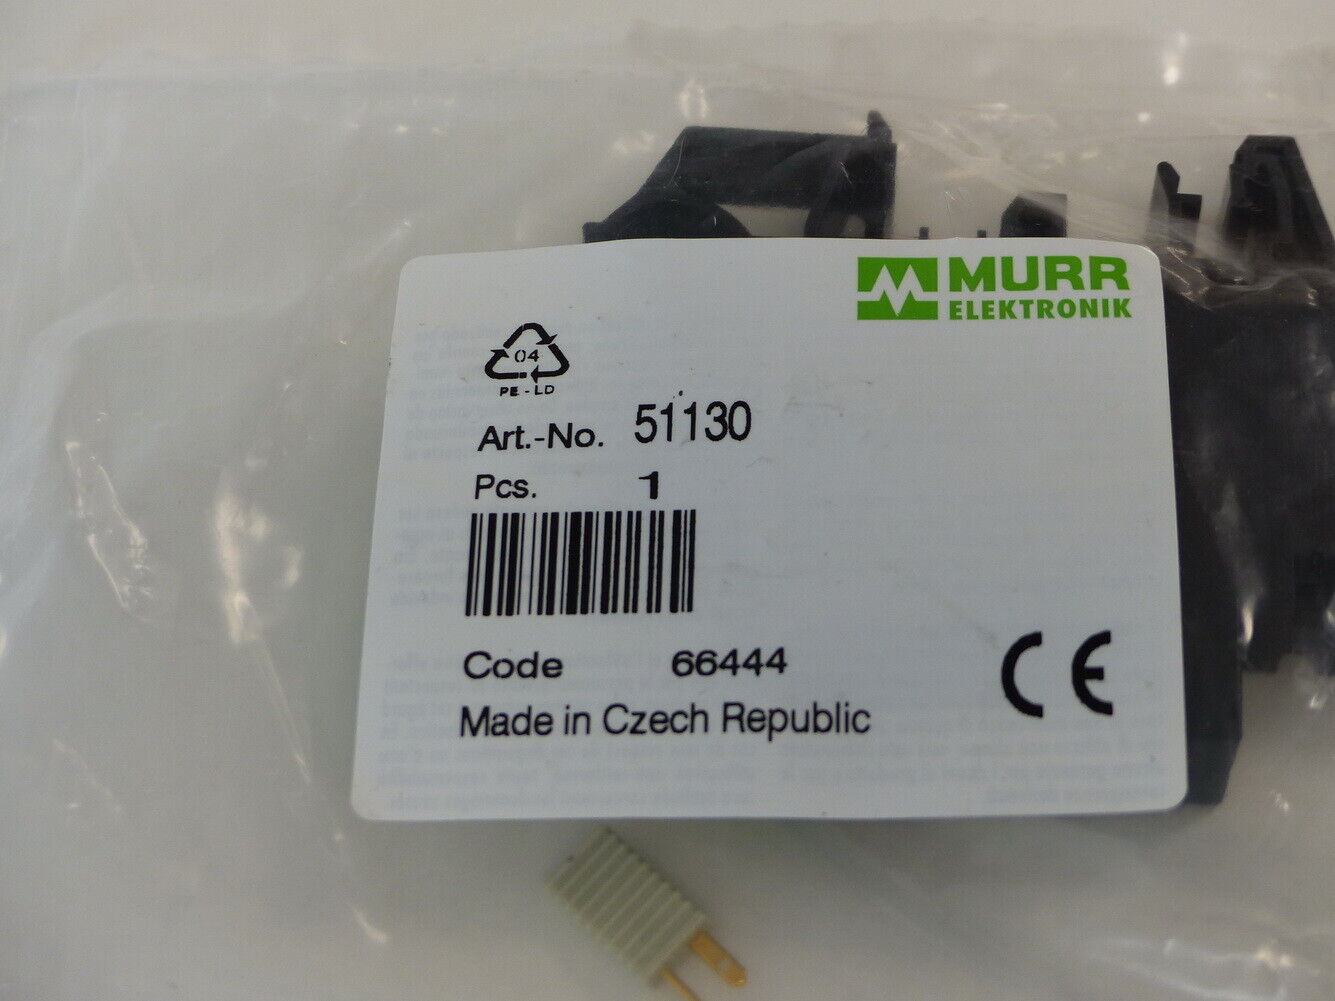 MURR
ELEKTRONIK
04
PE-LD
Art.-No. 51130
Pcs. 1
Code 66444
Made in Czech Republic
CE